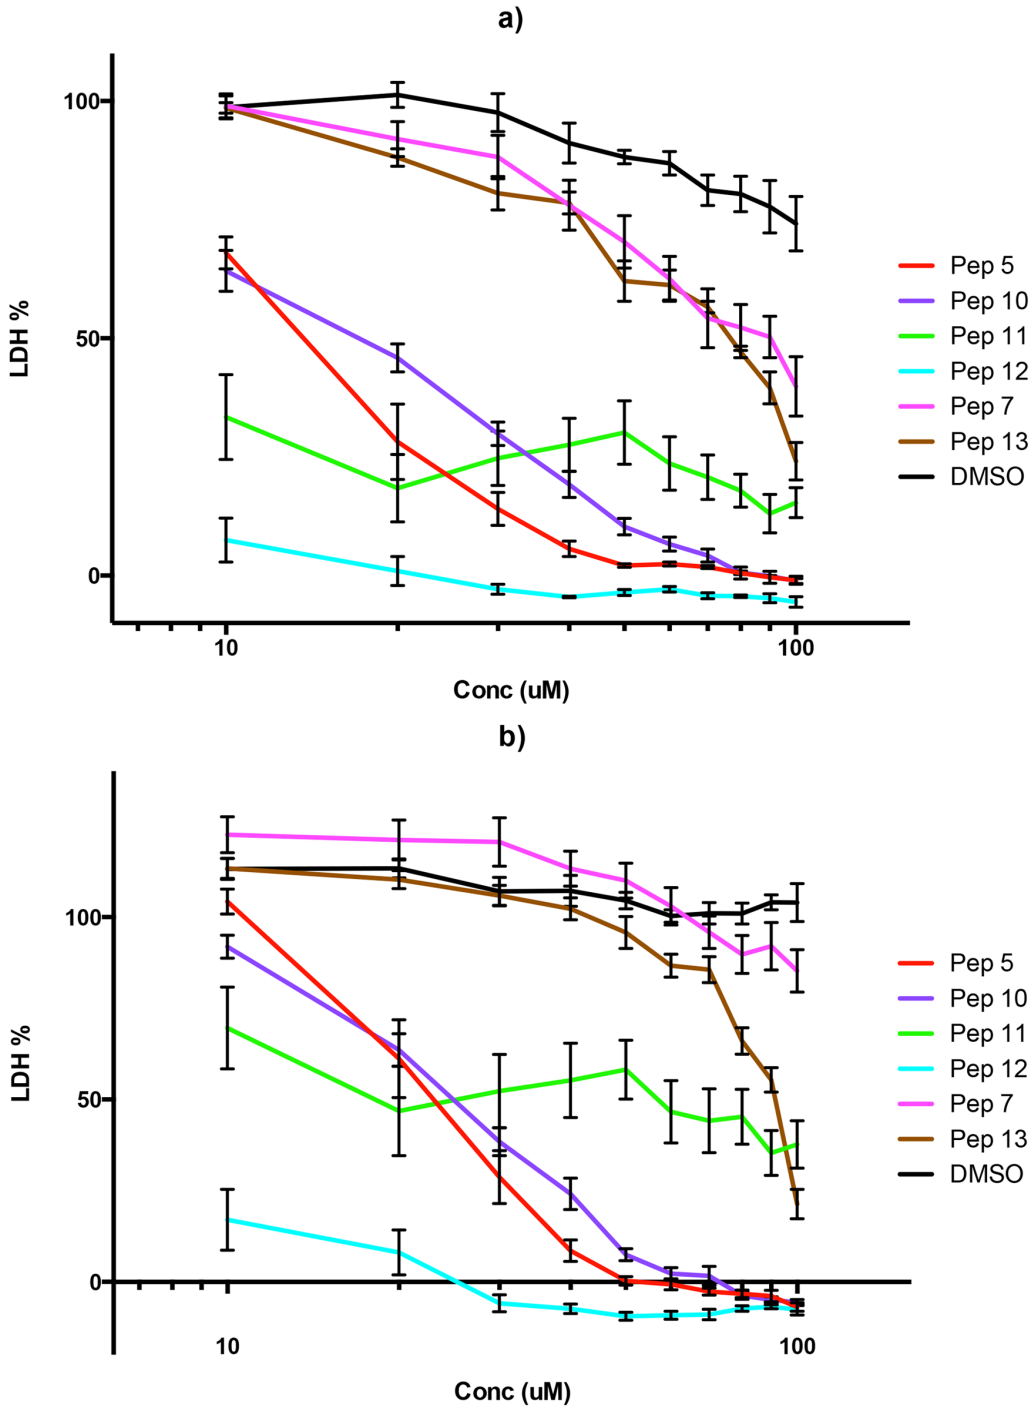 a)
100
50
0
LDH %
10 100
Conc (uM)
Pep 5
Pep 10
Pep 11
Pep 12
Pep 7
Pep 13
DMSO
b)
100
50
0
LDH %
10 100
Conc (uM)
Pep 5
Pep 10
Pep 11
Pep 12
Pep 7
Pep 13
DMSO